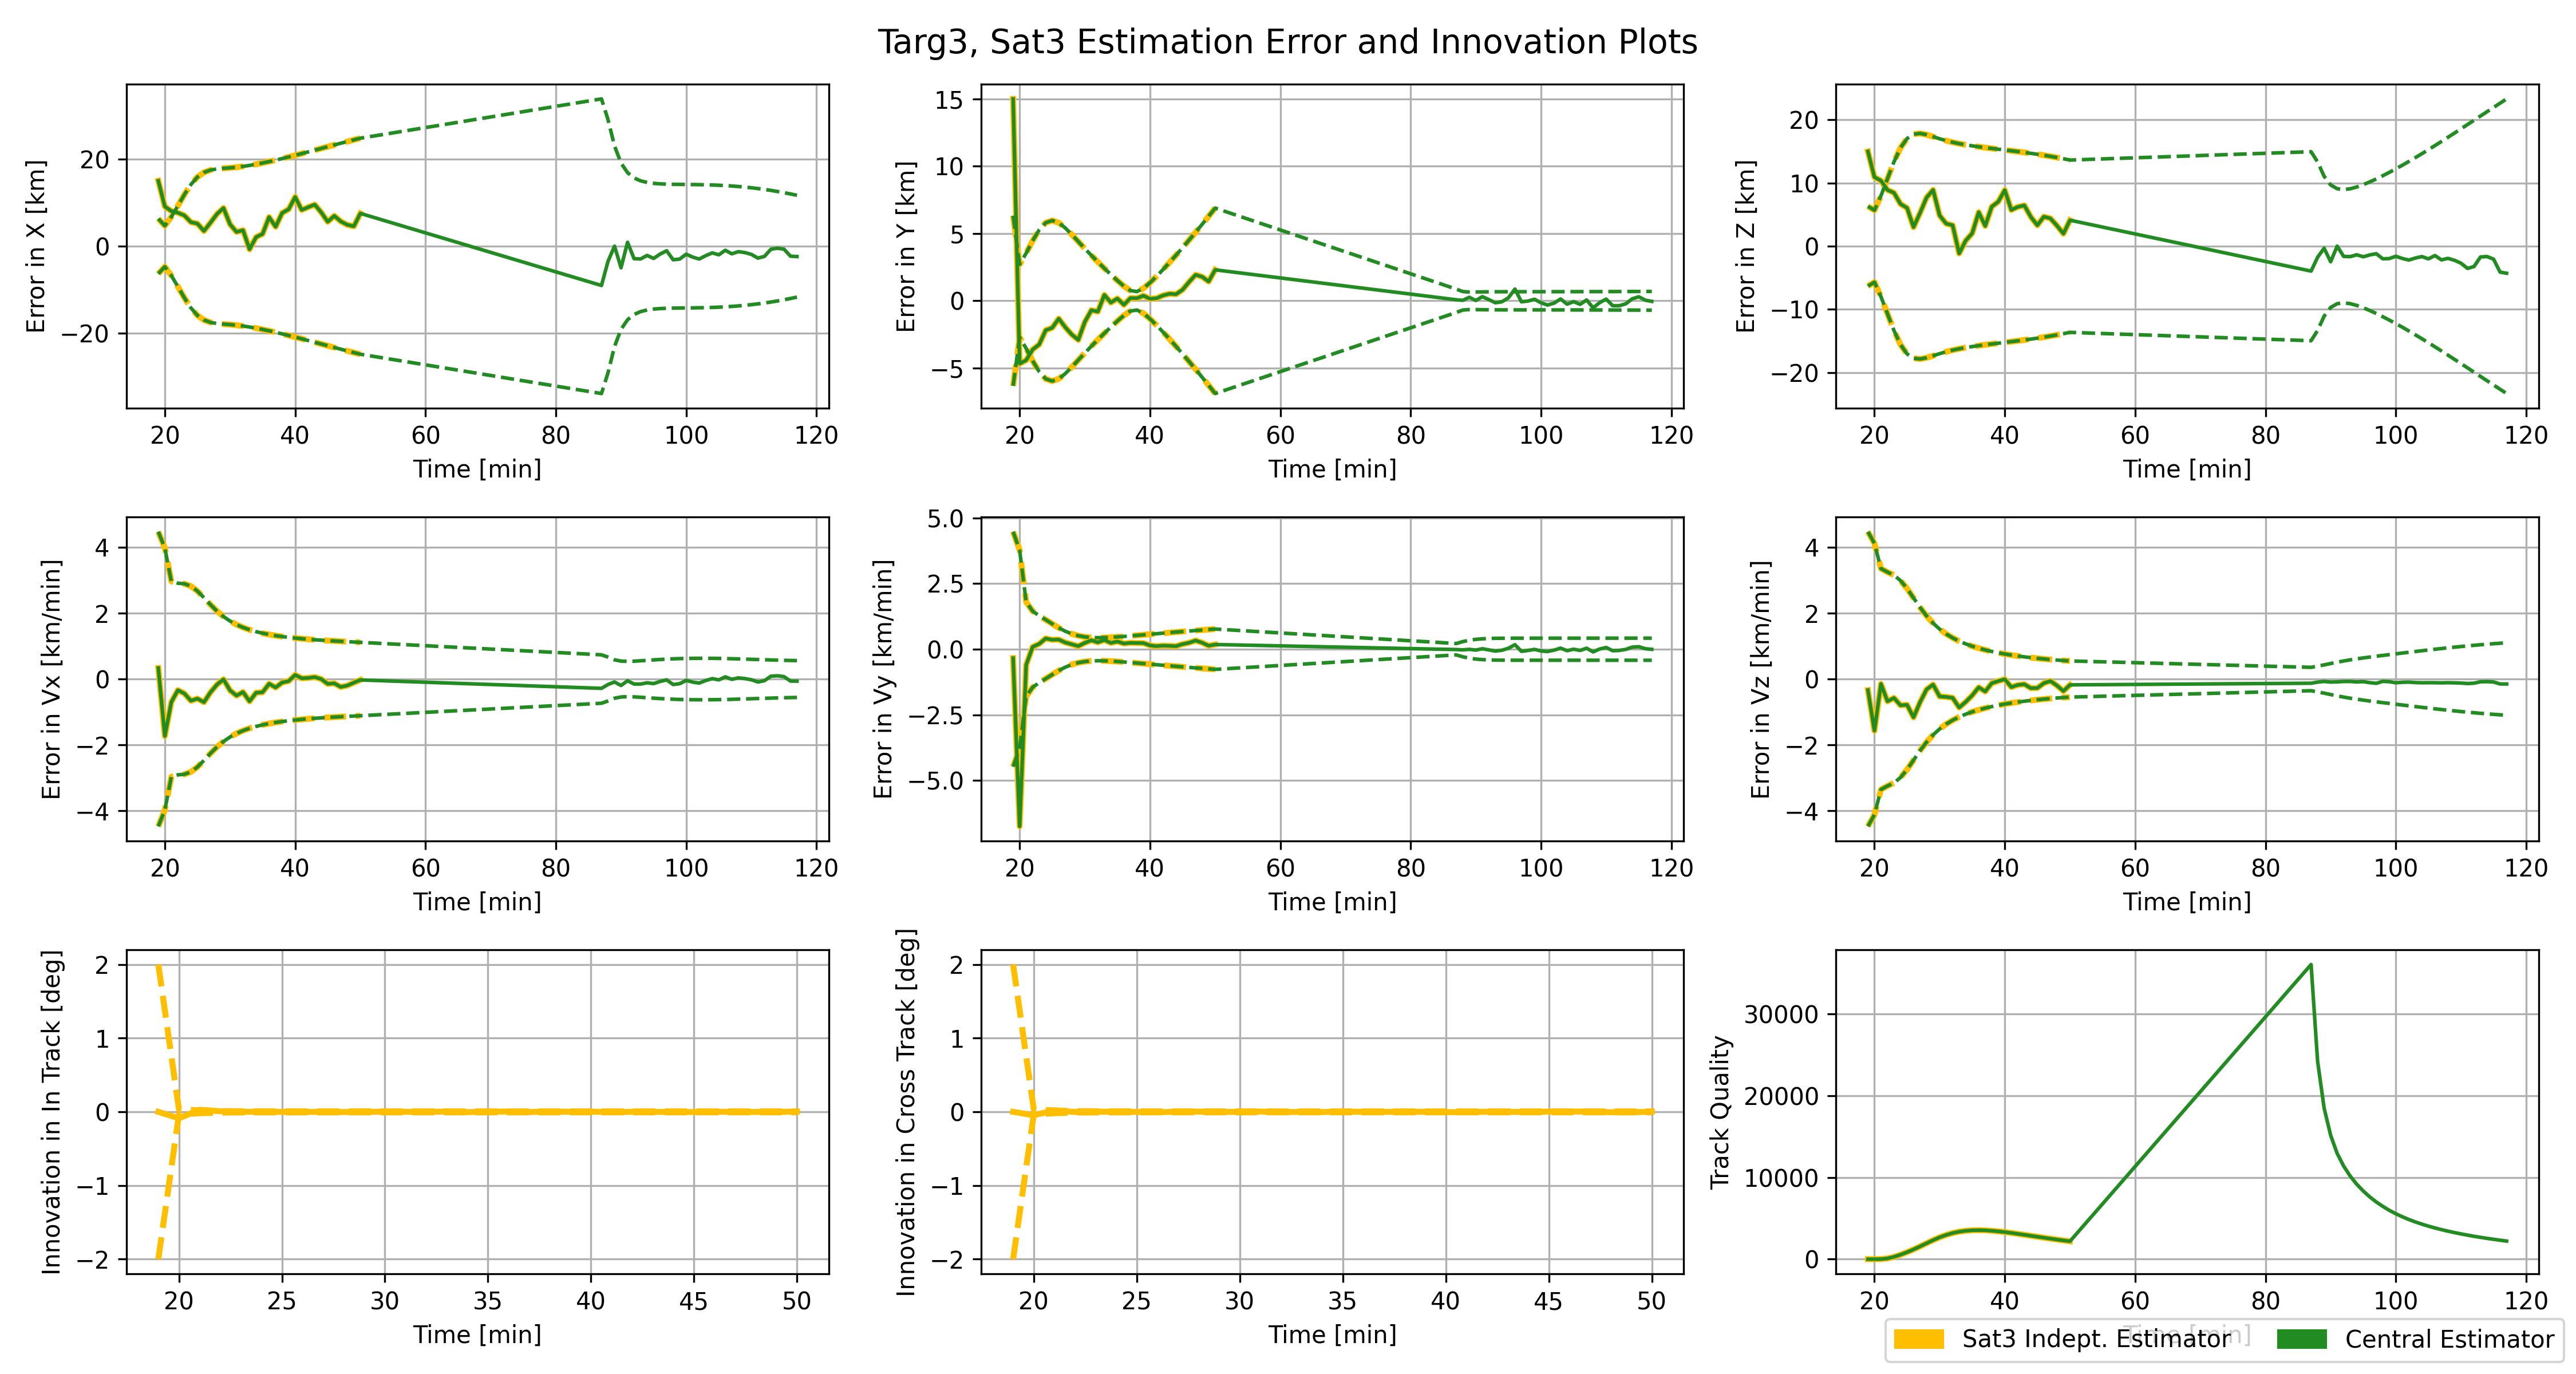 Targ3, Sat3 Estimation Error and Innovation Plots
Error in X [km]
20
0
−20
20 40 60 80 100 120
Time [min]
Error in Y [km]
15
10
5
0
−5
20 40 60 80 100 120
Time [min]
Error in Z [km]
20
10
0
−10
−20
20 40 60 80 100 120
Time [min]
Error in Vx [km/min]
4
2
0
−2
−4
20 40 60 80 100 120
Time [min]
Error in Vy [km/min]
5.0
2.5
0.0
−2.5
−5.0
20 40 60 80 100 120
Time [min]
Error in Vz [km/min]
4
2
0
−2
−4
20 40 60 80 100 120
Time [min]
Innovation in In Track [deg]
2
1
0
−1
−2
20 25 30 35 40 45 50
Time [min]
Innovation in Cross Track [deg]
2
1
0
−1
−2
20 25 30 35 40 45 50
Time [min]
Track Quality
30000
20000
10000
0
20 40 60 80 100 120
Time [min]
Sat3 Indept. Estimator
Central Estimator